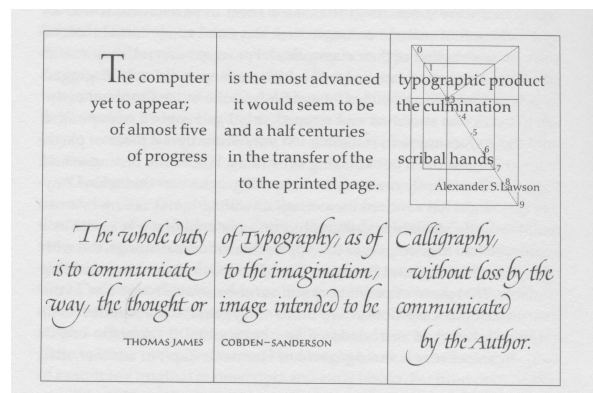 The computer is the most advanced typographic product
yet to appear; it would seem to be the culmination
of almost five and a half centuries
of progress in the transfer of the scribal hands
to the printed page.
Alexander S. Lawson
0
1
3
4
5
6
7
8
9
The whole duty of Typography, as of Calligraphy,
is to communicate to the imagination, without loss by the
way, the thought or image intended to be communicated
by the Author.
THOMAS JAMES COBDEN-SANDERSON